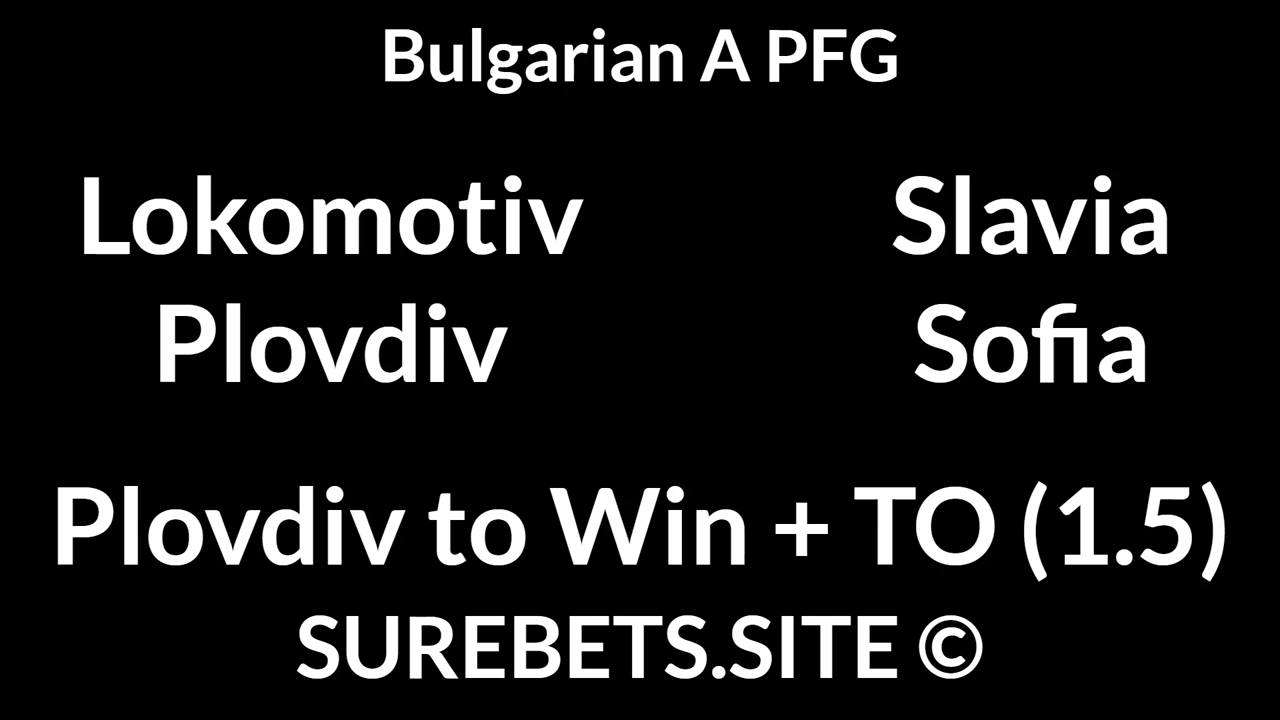 Bulgarian A PFG
Lokomotiv Plovdiv
Slavia Sofia
Plovdiv to Win + TO (1.5)
SUREBETS.SITE ©